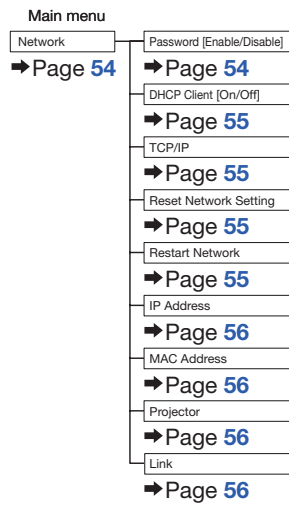 Main menu
Network
➡Page 54
Password [Enable/Disable]
➡Page 54
DHCP Client [On/Off]
➡Page 55
TCP/IP
➡Page 55
Reset Network Setting
➡Page 55
Restart Network
➡Page 55
IP Address
➡Page 56
MAC Address
➡Page 56
Projector
➡Page 56
Link
➡Page 56